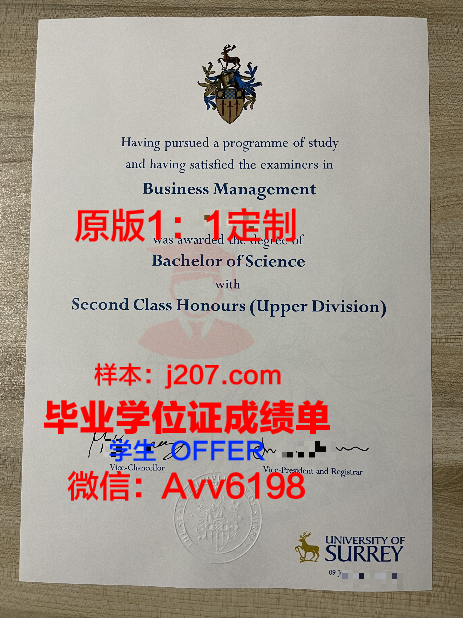 Having pursued a programme of study
and having satisfied the examiners in
Business Management
原版1：1定制
was awarded the degree of
Bachelor of Science
with
Second Class Honours (Upper Division)
样本：j207.com
毕业学位证成绩单
学生 OFFER
Vice-Chancellor
Vice-President and Registrar
微信：Avv6198
UNIVERSITY OF
SURREY
09 J